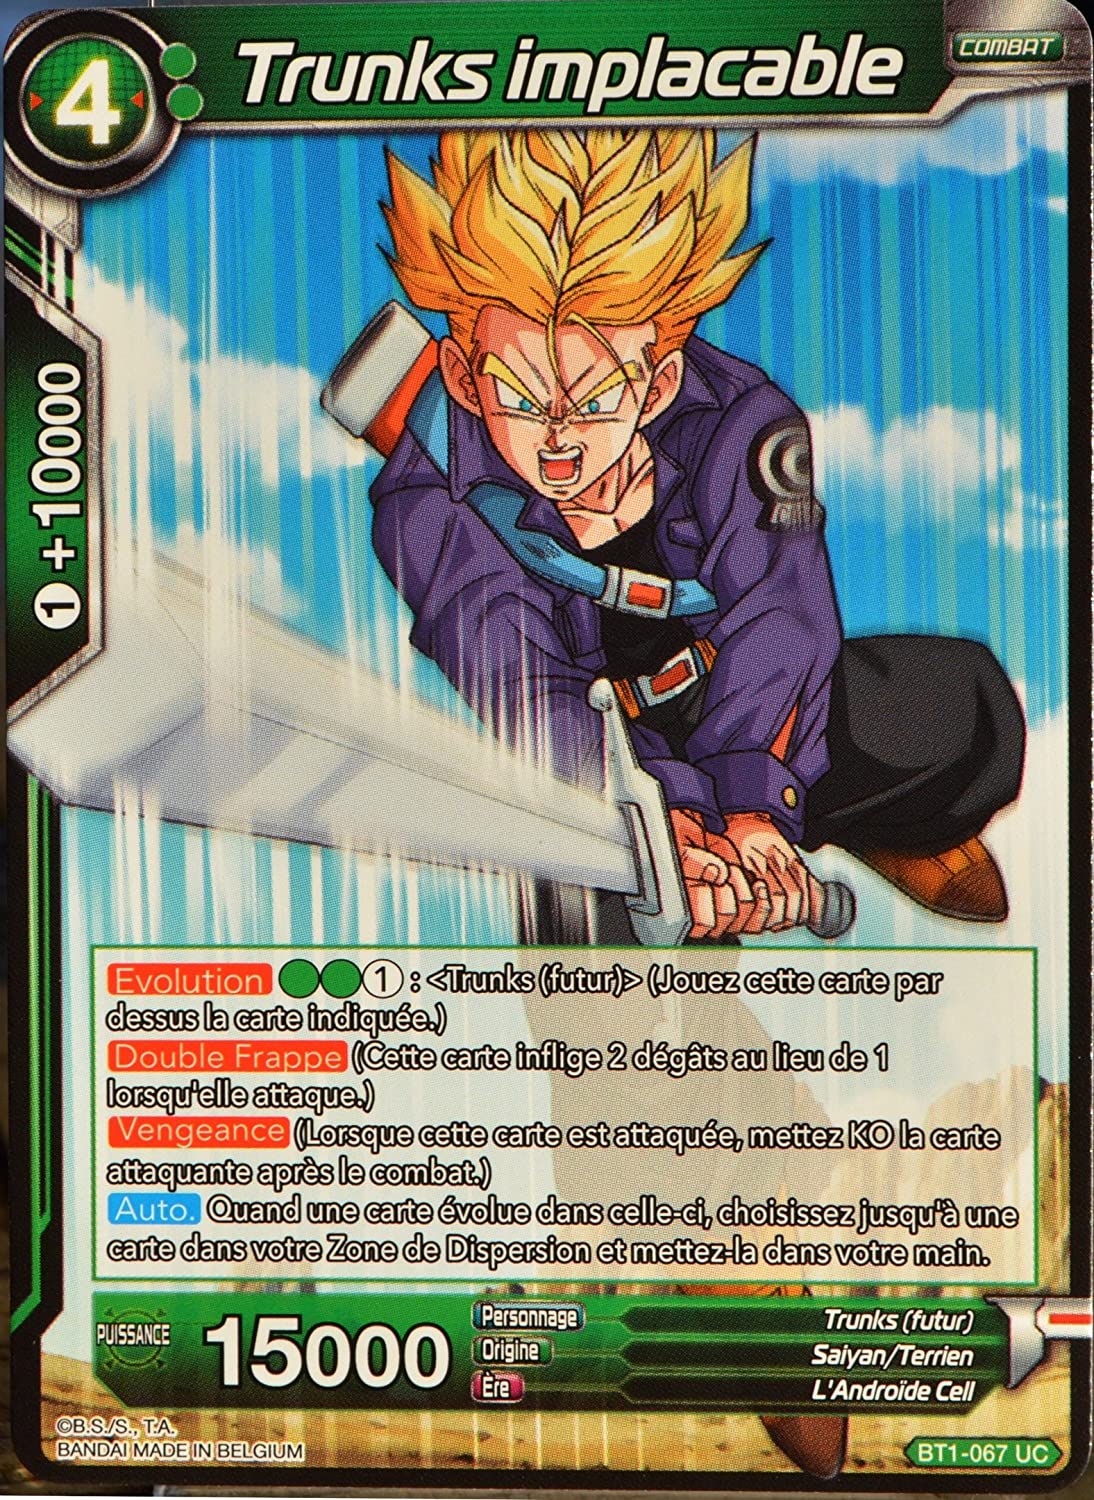 4
Trunks implacable
COMBAT
1 +10000
Evolution 1 : <Trunks (futur)> (Jouez cette carte par
dessus la carte indiquée.)
Double Frappe (Cette carte inflige 2 dégâts au lieu de 1
lorsqu'elle attaque.)
Vengeance (Lorsque cette carte est attaquée, mettez KO la carte
attaquante après le combat.)
Auto. Quand une carte évolue dans celle-ci, choisissez jusqu'à une
carte dans votre Zone de Dispersion et mettez-la dans votre main.
PUISSANCE
15000
Personnage Trunks (futur)
Origine Saiyan/Terrien
Ère L'Androïde Cell
©B.S./S., T.A.
BANDAI MADE IN BELGIUM
BT1-067 UC